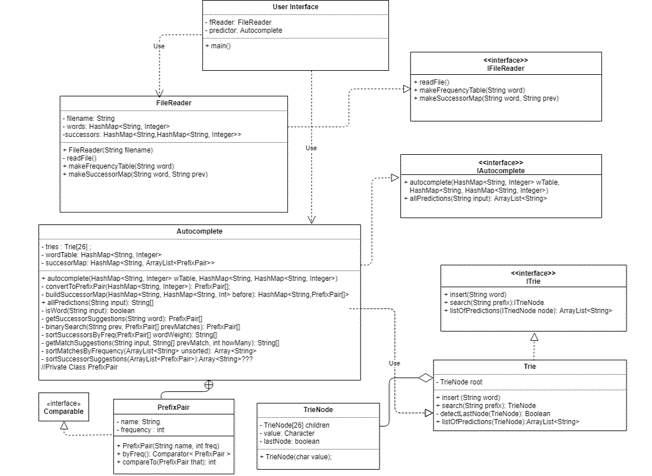 User Interface
- fReader: FileReader
- predictor: Autocomplete
+ main()
Use
<<interface>>
IFileReader
+ readFile()
+ makeFrequencyTable(String word)
+ makeSuccessorMap(String word, String prev)
FileReader
- filename: String
- words: HashMap<String, Integer>
-successors: HashMap<String,HashMap<String, Integer>>
+ FileReader(String filename)
- readFile()
+ makeFrequencyTable(String word)
+ makeSuccessorMap(String word, String prev)
Use
<<interface>>
IAutocomplete
+ autocomplete(HashMap<String, Integer> wTable,
HashMap<String, HashMap<String, Integer>)
+ allPredictions(String input): ArrayList<String>
Autocomplete
- tries : Trie[26] ;
- wordTable: HashMap<String, Integer>
- succesorMap: HashMap<String, ArrayList<PrefixPair>>
+ autocomplete(HashMap<String, Integer> wTable, HashMap<String, HashMap<String, Integer>)
- convertToPrefixPair(HashMap<String, Integer>): PrefixPair[];
- buildSuccessorMap(HashMap<String, HashMap<String, Int> before): HashMap<String,PrefixPair[]>
+ allPredictions(String input): String[]
- isWord(String input): boolean
- getSuccessorSuggestions(String word): PrefixPair[]
- binarySearch(String prev, PrefixPair[] prevMatches): PrefixPair[]
- sortSuccessorsByFreq(PrefixPair[] wordWeight): String[]
- getMatchSuggestions(String input, String[] prevMatch, int howMany): String[]
- sortMatchesByFrequency(ArrayList<String> unsorted): Array<String>
- sortSuccessorSuggestions(ArrayList<PrefixPair>):Array<String>???
//Private Class PrefixPair
<<interface>>
ITrie
+ insert(String word)
+ search(String prefix):ITrieNode
+ listOfPredictions(ITriedNode node): ArrayList<String>
Use
Trie
- TrieNode root
+ insert (String word)
+ search(String prefix): TrieNode
- detectLastNode(TrieNode): Boolean
+ listOfPredictions(TrieNode):ArrayList<String>
«interface»
Comparable
PrefixPair
- name: String
- frequency : int
+ PrefixPair(String name, int freq)
+ byFreq(): Comparator< PrefixPair >
+ compareTo(PrefixPair that): int
TrieNode
- TrieNode[26] children
- value: Character
- lastNode: boolean
+ TrieNode(char value);